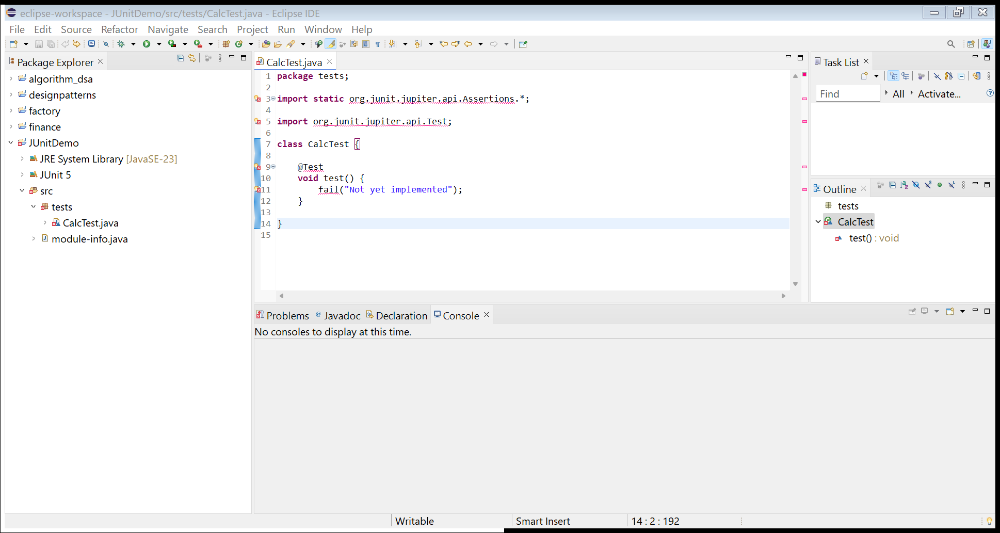 eclipse-workspace - JUnitDemo/src/tests/CalcTest.java - Eclipse IDE
File Edit Source Refactor Navigate Search Project Run Window Help
Package Explorer
algorithm_dsa
designpatterns
factory
finance
JUnitDemo
JRE System Library [JavaSE-23]
JUnit 5
src
tests
CalcTest.java
module-info.java
CalcTest.java
1 package tests;
2
3 import static org.junit.jupiter.api.Assertions.*;
4
5 import org.junit.jupiter.api.Test;
6
7 class CalcTest {
8
9     @Test
10     void test() {
11         fail("Not yet implemented");
12     }
13
14 }
15
Task List
Find All Activate...
Outline
tests
CalcTest
test() : void
Problems @ Javadoc Declaration Console
No consoles to display at this time.
Writable Smart Insert 14 : 2 : 192